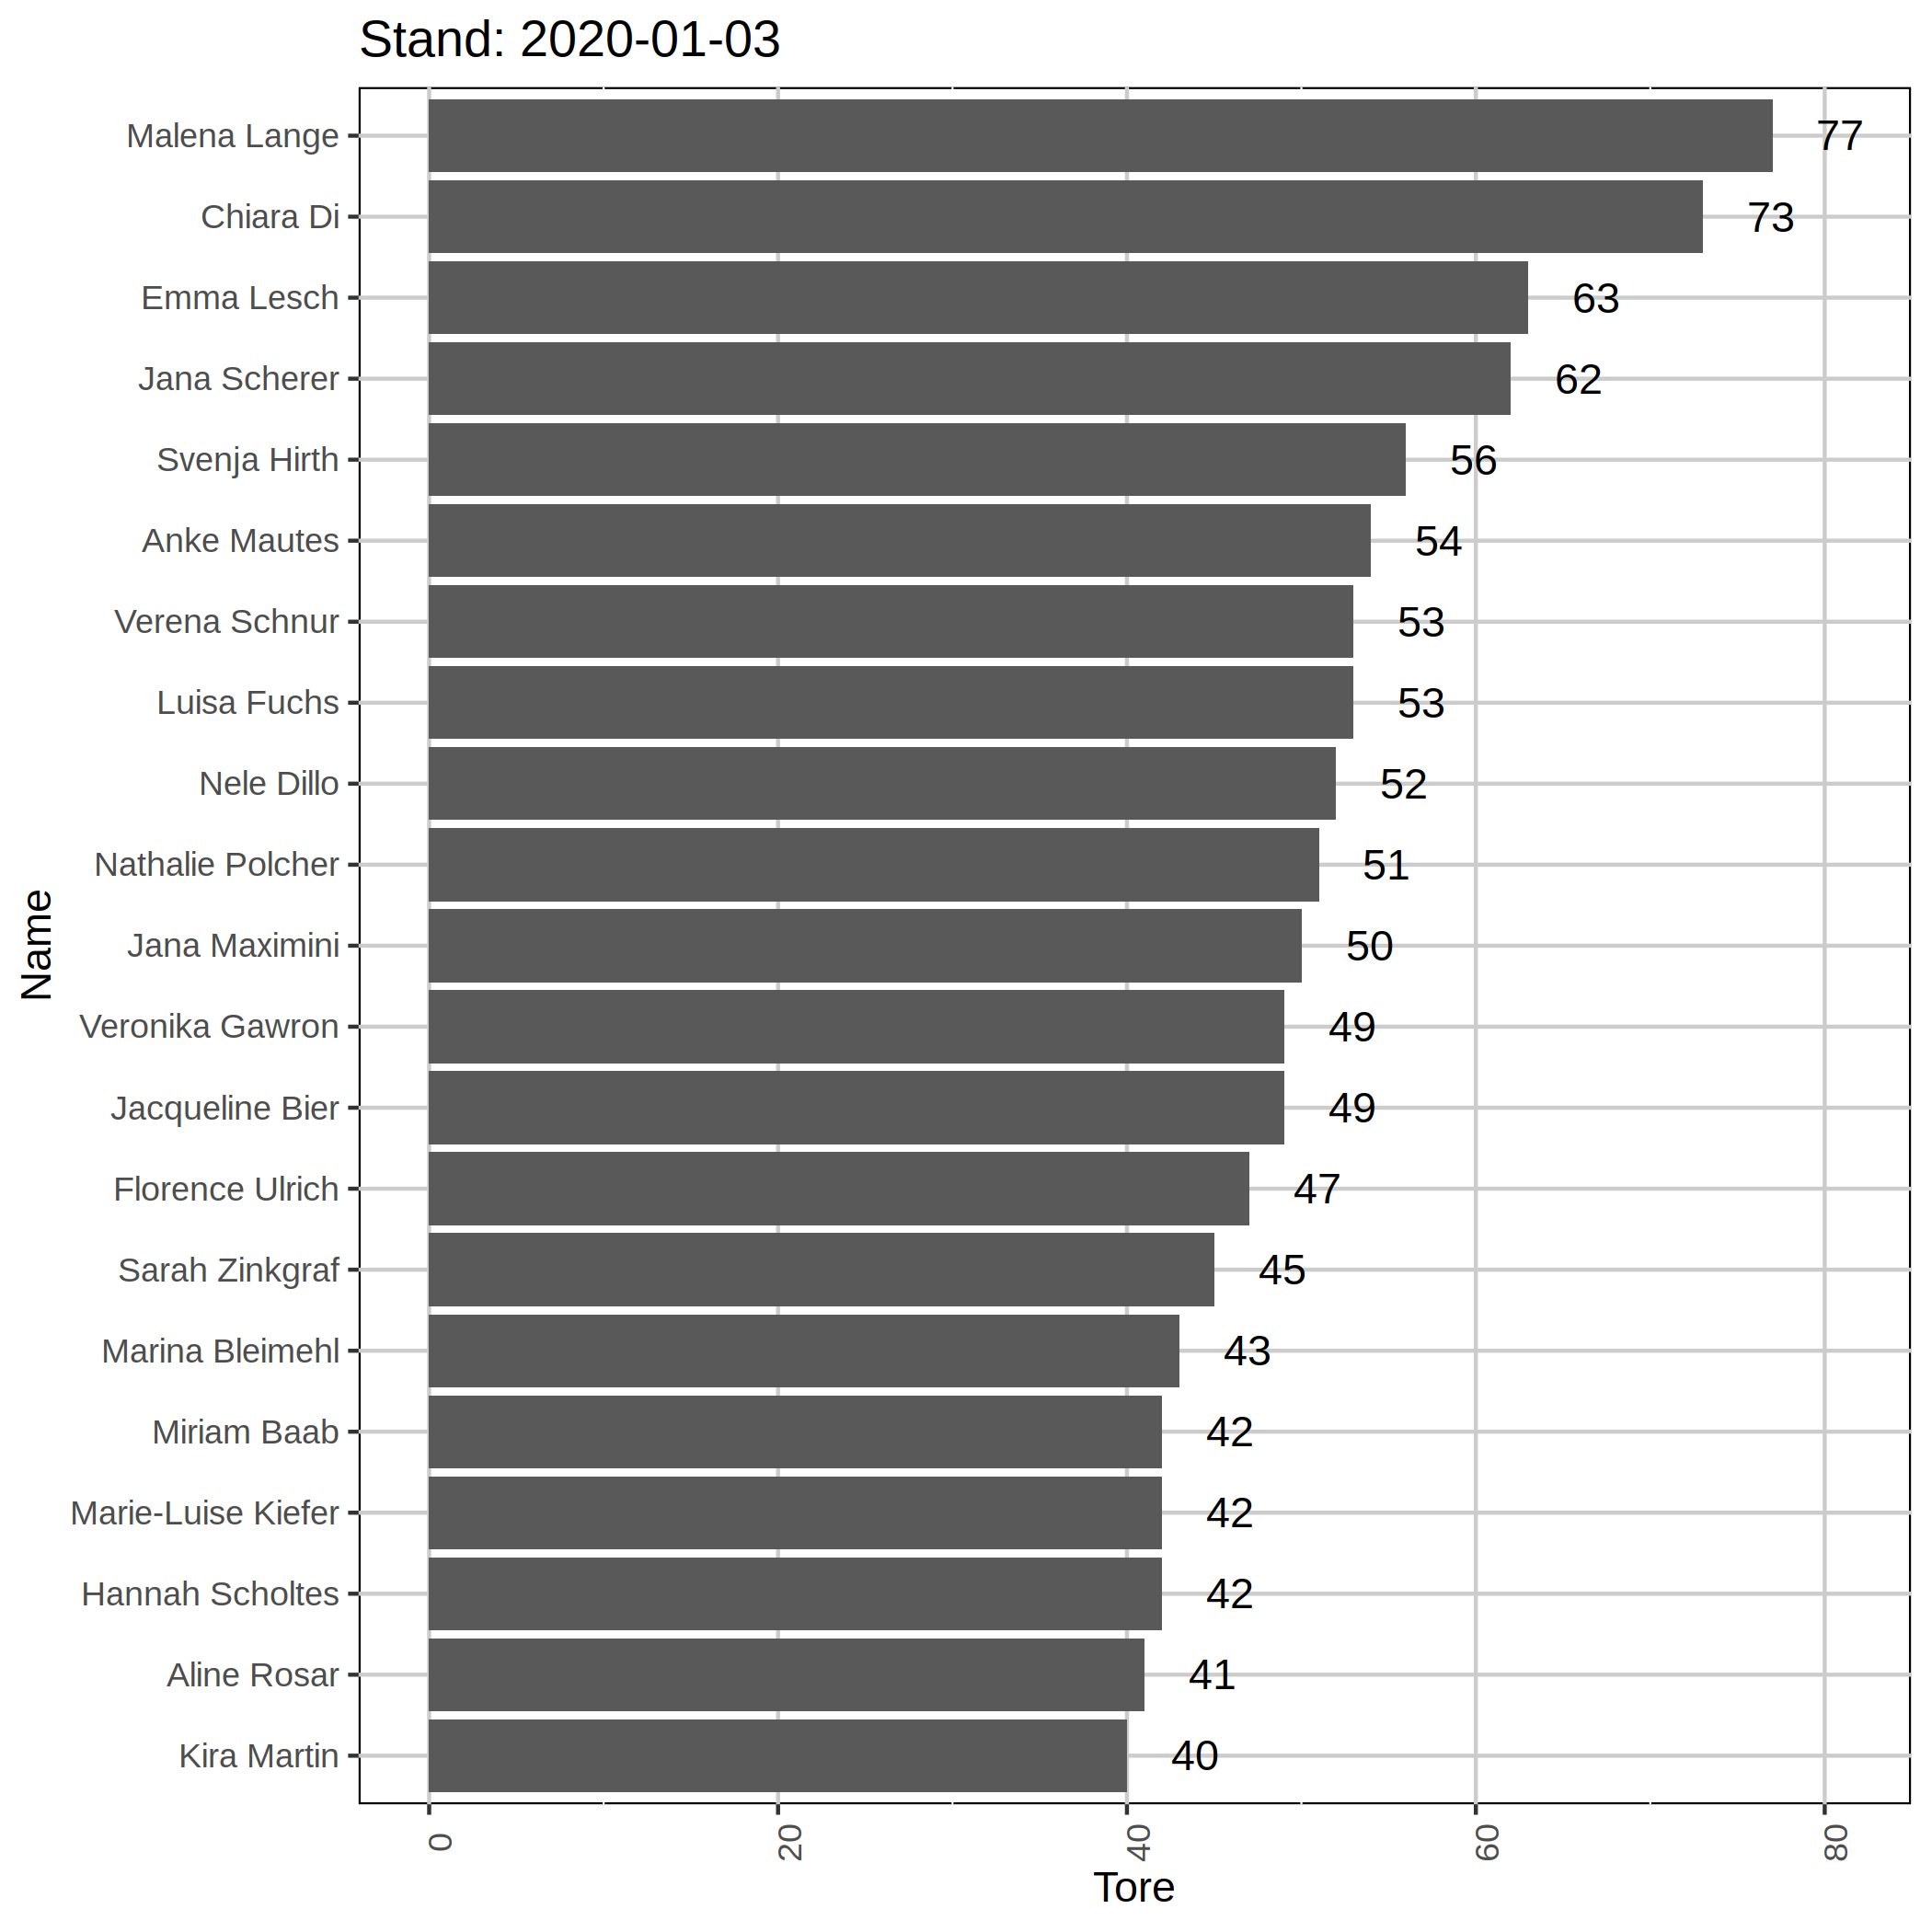 Stand: 2020-01-03
Malena Lange 77
Chiara Di 73
Emma Lesch 63
Jana Scherer 62
Svenja Hirth 56
Anke Mautes 54
Verena Schnur 53
Luisa Fuchs 53
Nele Dillo 52
Nathalie Polcher 51
Jana Maximini 50
Veronika Gawron 49
Jacqueline Bier 49
Florence Ulrich 47
Sarah Zinkgraf 45
Marina Bleimehl 43
Miriam Baab 42
Marie-Luise Kiefer 42
Hannah Scholtes 42
Aline Rosar 41
Kira Martin 40
Name
0 20 40 60 80
Tore